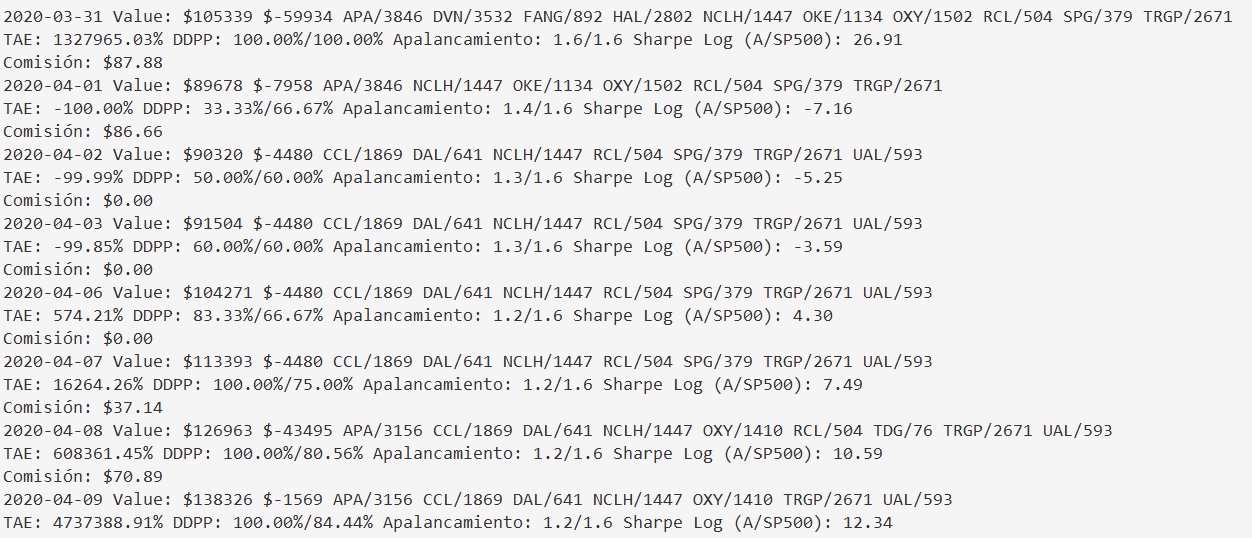 2020-03-31 Value: $105339 $-59934 APA/3846 DVN/3532 FANG/892 HAL/2802 NCLH/1447 OKE/1134 OXY/1502 RCL/504 SPG/379 TRGP/2671
TAE: 1327965.03% DDPP: 100.00%/100.00% Apalancamiento: 1.6/1.6 Sharpe Log (A/SP500): 26.91
Comisión: $87.88
2020-04-01 Value: $89678 $-7958 APA/3846 NCLH/1447 OKE/1134 OXY/1502 RCL/504 SPG/379 TRGP/2671
TAE: -100.00% DDPP: 33.33%/66.67% Apalancamiento: 1.4/1.6 Sharpe Log (A/SP500): -7.16
Comisión: $86.66
2020-04-02 Value: $90320 $-4480 CCL/1869 DAL/641 NCLH/1447 RCL/504 SPG/379 TRGP/2671 UAL/593
TAE: -99.99% DDPP: 50.00%/60.00% Apalancamiento: 1.3/1.6 Sharpe Log (A/SP500): -5.25
Comisión: $0.00
2020-04-03 Value: $91504 $-4480 CCL/1869 DAL/641 NCLH/1447 RCL/504 SPG/379 TRGP/2671 UAL/593
TAE: -99.85% DDPP: 60.00%/60.00% Apalancamiento: 1.3/1.6 Sharpe Log (A/SP500): -3.59
Comisión: $0.00
2020-04-06 Value: $104271 $-4480 CCL/1869 DAL/641 NCLH/1447 RCL/504 SPG/379 TRGP/2671 UAL/593
TAE: 574.21% DDPP: 83.33%/66.67% Apalancamiento: 1.2/1.6 Sharpe Log (A/SP500): 4.30
Comisión: $0.00
2020-04-07 Value: $113393 $-4480 CCL/1869 DAL/641 NCLH/1447 RCL/504 SPG/379 TRGP/2671 UAL/593
TAE: 16264.26% DDPP: 100.00%/75.00% Apalancamiento: 1.2/1.6 Sharpe Log (A/SP500): 7.49
Comisión: $37.14
2020-04-08 Value: $126963 $-43495 APA/3156 CCL/1869 DAL/641 NCLH/1447 OXY/1410 RCL/504 TDG/76 TRGP/2671 UAL/593
TAE: 608361.45% DDPP: 100.00%/80.56% Apalancamiento: 1.2/1.6 Sharpe Log (A/SP500): 10.59
Comisión: $70.89
2020-04-09 Value: $138326 $-1569 APA/3156 CCL/1869 DAL/641 NCLH/1447 OXY/1410 TRGP/2671 UAL/593
TAE: 4737388.91% DDPP: 100.00%/84.44% Apalancamiento: 1.2/1.6 Sharpe Log (A/SP500): 12.34